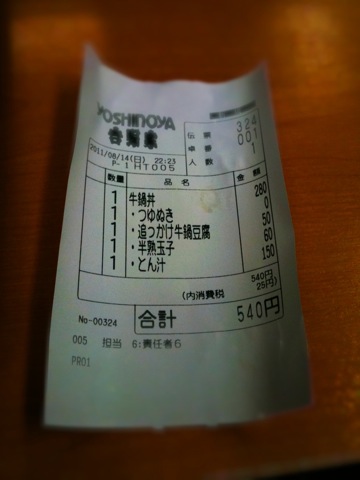 YOSHINOYA
吉野家
2011/08/14(日) 22:23
P-1HT005
伝票 324
卓番 001
人数 1
数量 品名 金額
1 牛鍋丼 280
1 ・つゆぬき 0
1 ・追っかけ牛鍋豆腐 50
1 ・半熟玉子 60
1 ・とん汁 150
540円
(内消費税 25円)
合計 540円
No-00324
005 担当 6:責任者6
PR01